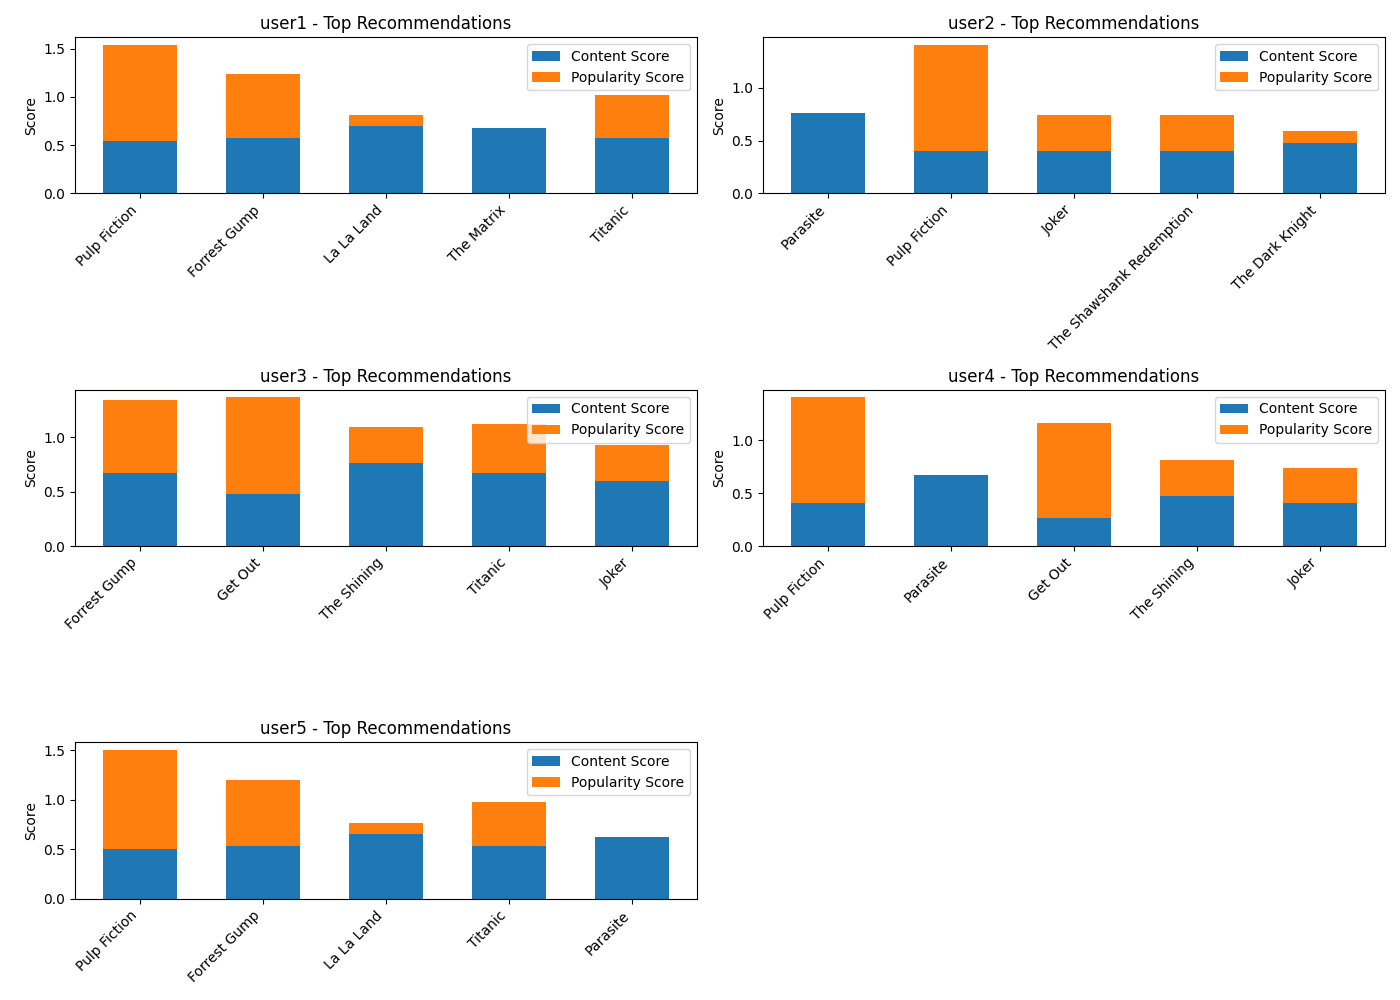 user1 - Top Recommendations
Score
1.5
1.0
0.5
0.0
Content Score
Popularity Score
Pulp Fiction
Forrest Gump
La La Land
The Matrix
Titanic
user2 - Top Recommendations
Score
1.0
0.5
0.0
Content Score
Popularity Score
Parasite
Pulp Fiction
Joker
The Shawshank Redemption
The Dark Knight
user3 - Top Recommendations
Score
1.0
0.5
0.0
Content Score
Popularity Score
Forrest Gump
Get Out
The Shining
Titanic
Joker
user4 - Top Recommendations
Score
1.0
0.5
0.0
Content Score
Popularity Score
Pulp Fiction
Parasite
Get Out
The Shining
Joker
user5 - Top Recommendations
Score
1.5
1.0
0.5
0.0
Content Score
Popularity Score
Pulp Fiction
Forrest Gump
La La Land
Titanic
Parasite